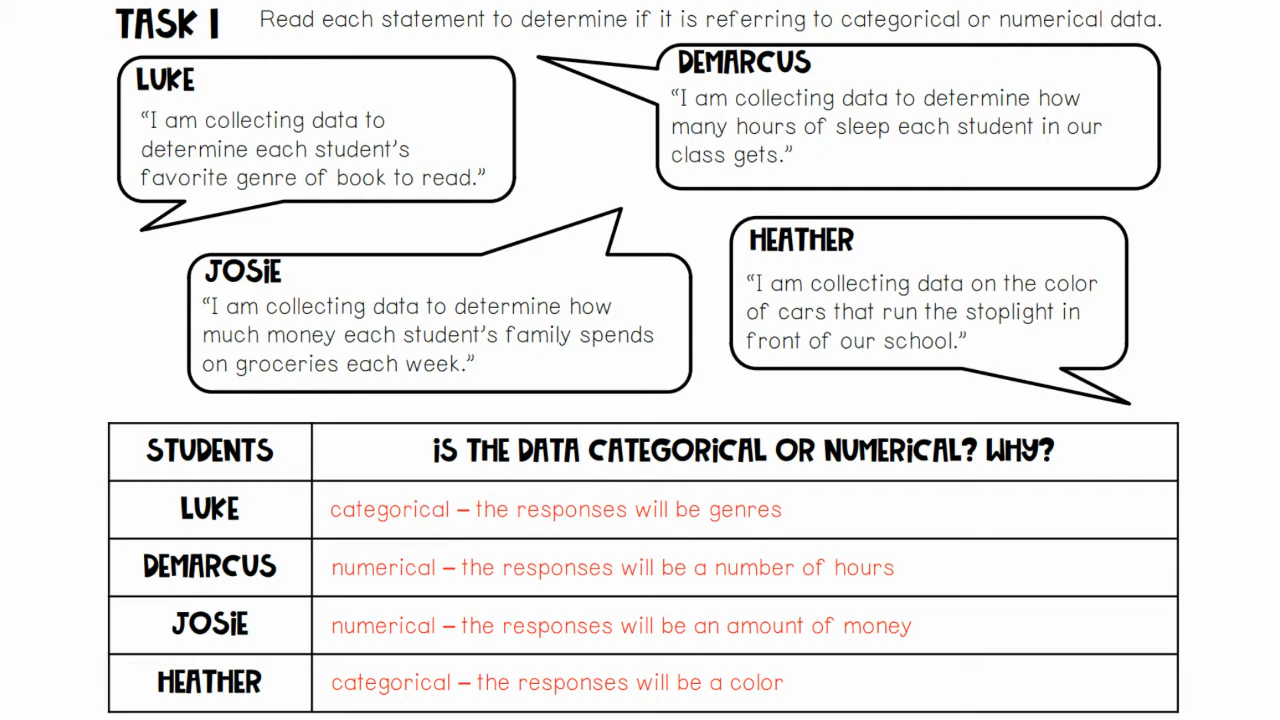 TASK 1 Read each statement to determine if it is referring to categorical or numerical data.
LUKE
“I am collecting data to
determine each student’s
favorite genre of book to read.”
DEMARCUS
“I am collecting data to determine how
many hours of sleep each student in our
class gets.”
JOSiE
“I am collecting data to determine how
much money each student’s family spends
on groceries each week.”
HEATHER
“I am collecting data on the color
of cars that run the stoplight in
front of our school.”
STUDENTS iS THE DATA CATEGORiCAL OR NUMERiCAL? WHY?
LUKE categorical – the responses will be genres
DEMARCUS numerical – the responses will be a number of hours
JOSiE numerical – the responses will be an amount of money
HEATHER categorical – the responses will be a color